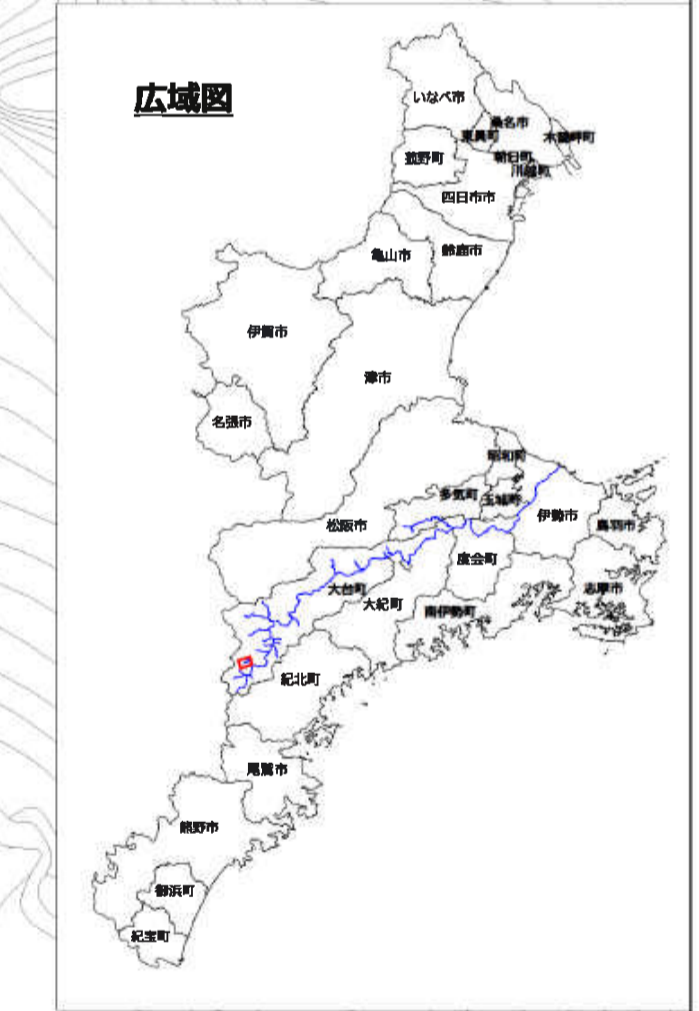 広域図
いなべ市
桑名市
東員町
木曽岬町
菰野町
朝日町
川越町
四日市市
亀山市
鈴鹿市
伊賀市
津市
名張市
明和町
多気町
玉城町
伊勢市
松阪市
鳥羽市
度会町
大台町
志摩市
大紀町
南伊勢町
紀北町
尾鷲市
熊野市
御浜町
紀宝町